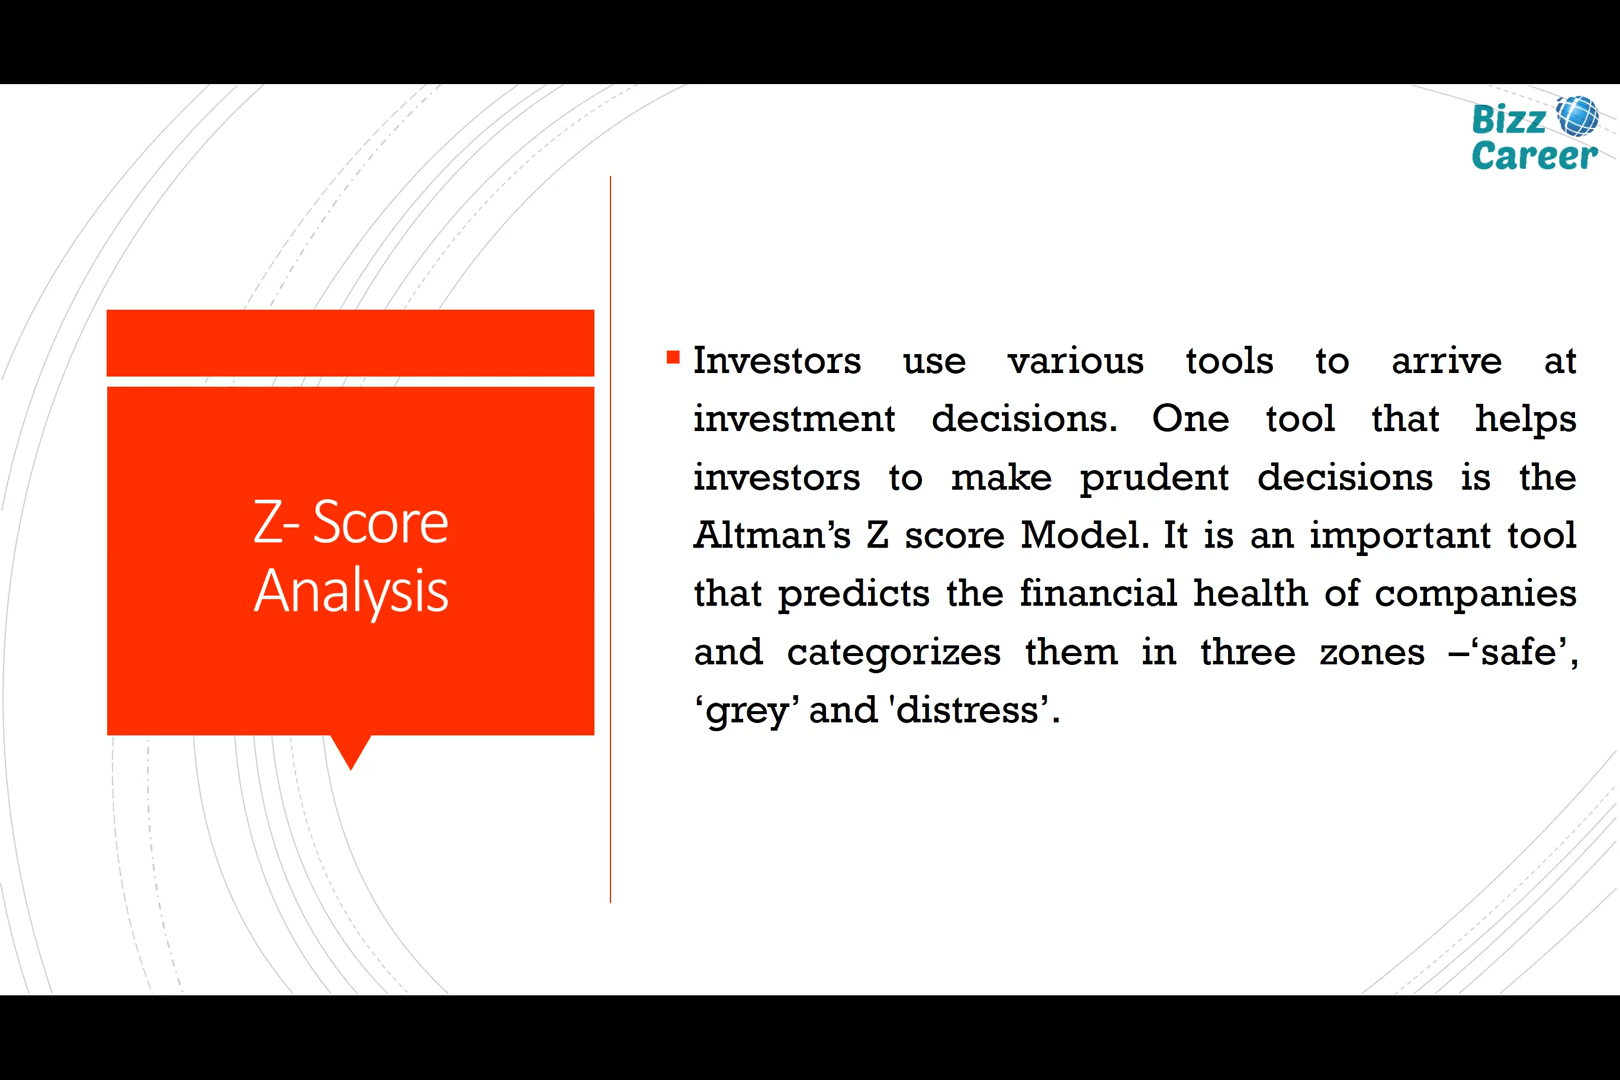 Bizz
Career
Z- Score
Analysis
Investors use various tools to arrive at
investment decisions. One tool that helps
investors to make prudent decisions is the
Altman’s Z score Model. It is an important tool
that predicts the financial health of companies
and categorizes them in three zones –‘safe’,
‘grey’ and 'distress’.